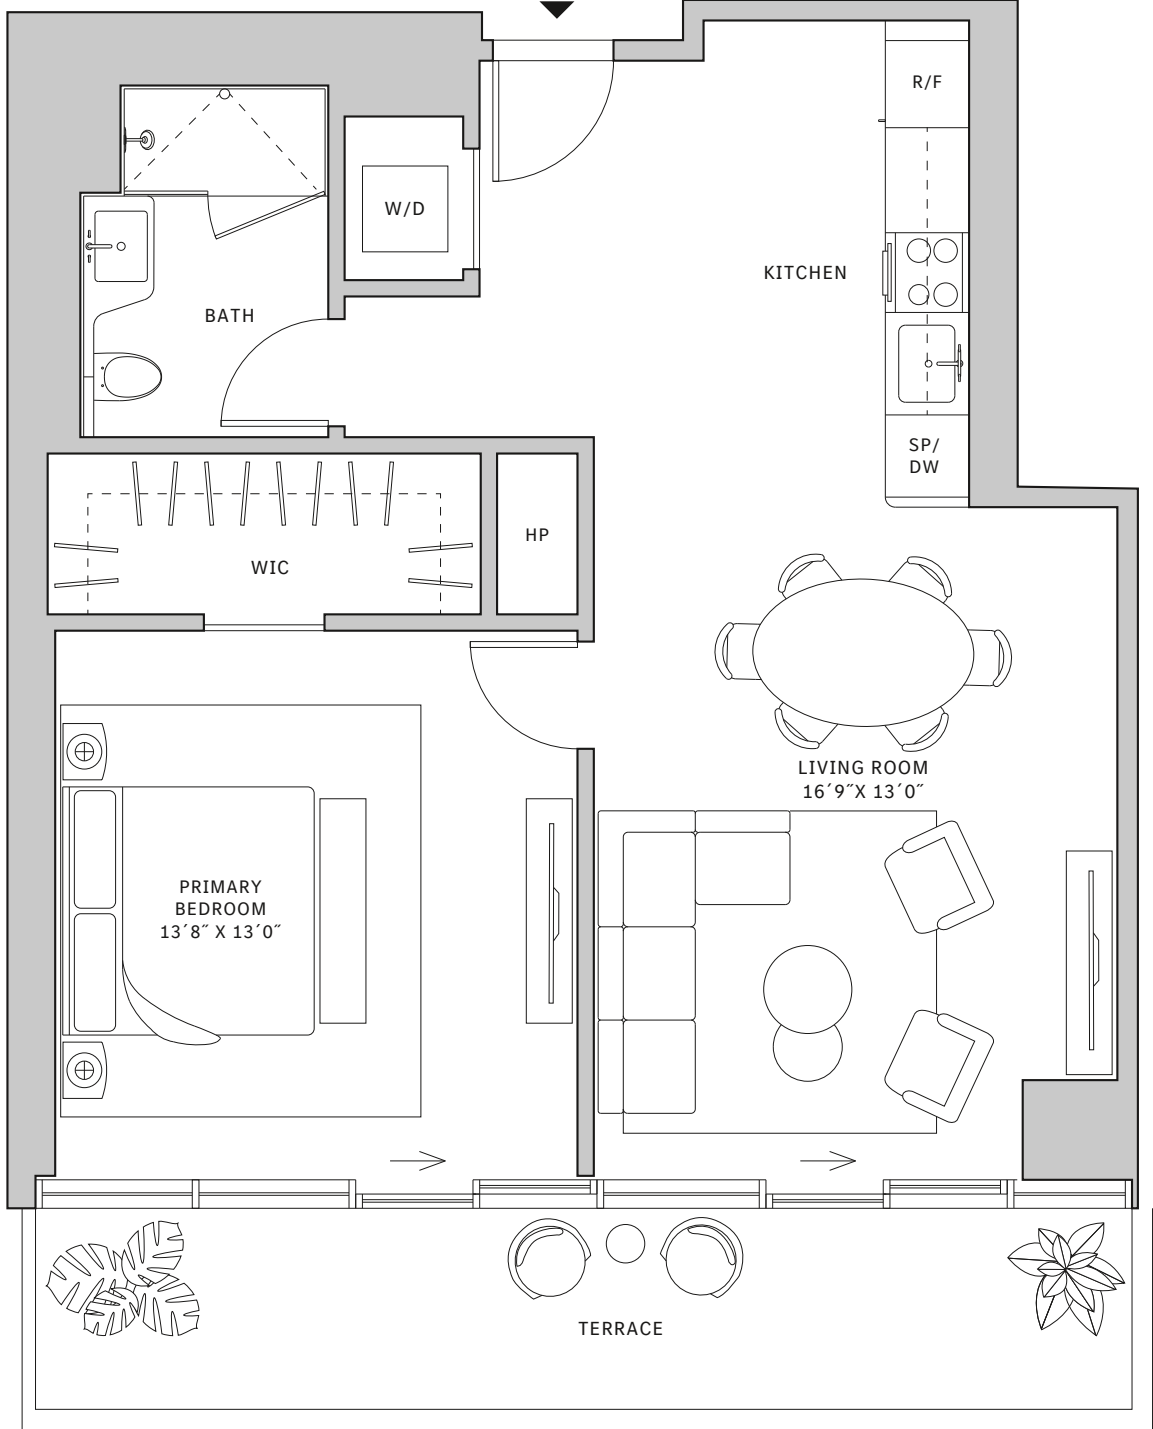 R/F
W/D
KITCHEN
BATH
SP/
DW
HP
WIC
LIVING ROOM
16´9˝X 13´0˝
PRIMARY
BEDROOM
13´8˝ X 13´0˝
TERRACE